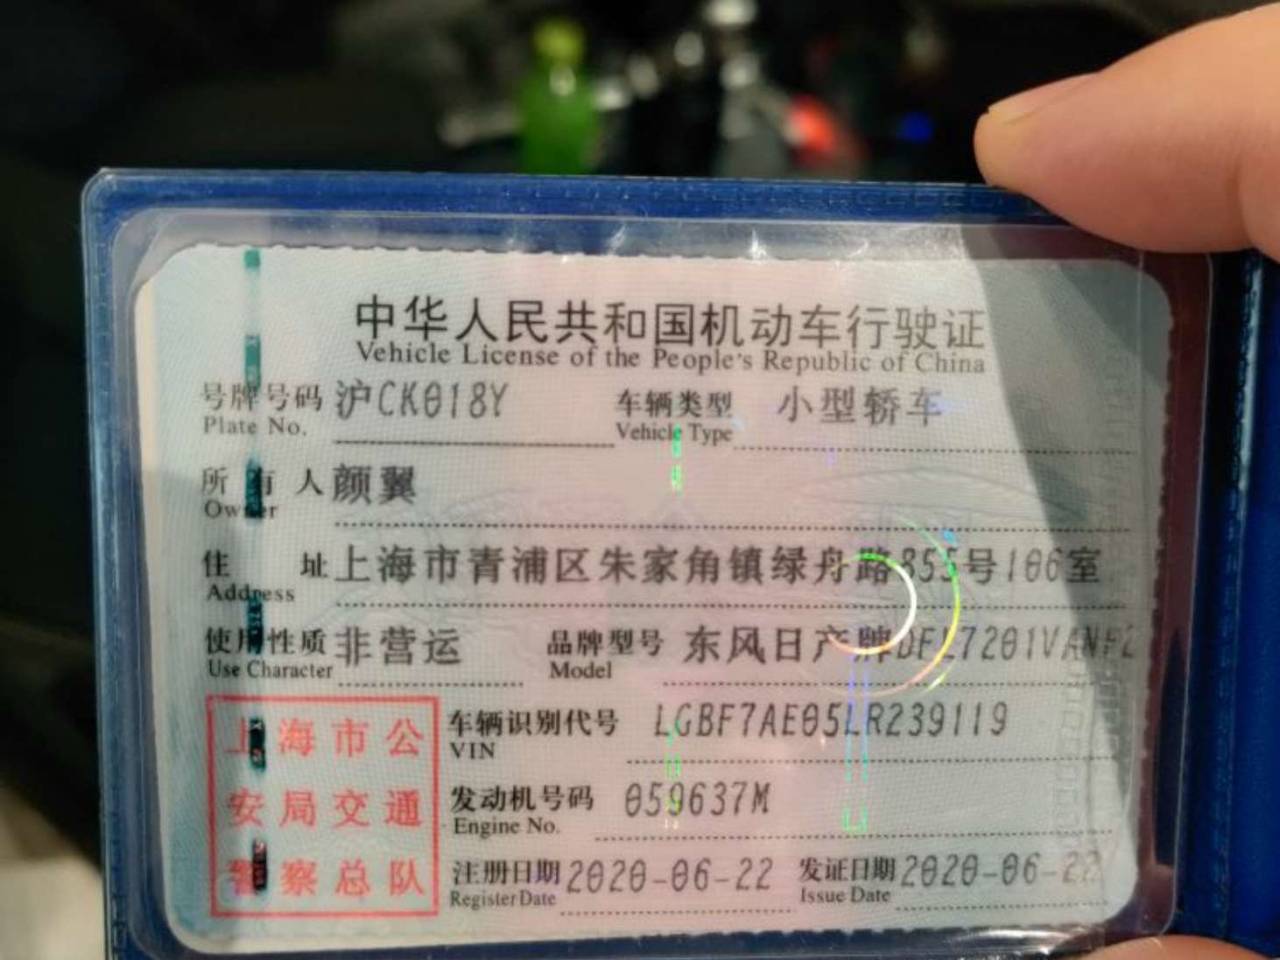 中华人民共和国机动车行驶证
Vehicle License of the People's Republic of China
号牌号码 沪CK018Y 车辆类型 小型轿车
Plate No. Vehicle Type
所有人 颜翼
Owner
住址 上海市青浦区朱家角镇绿舟路855号106室
Address
使用性质 非营运 品牌型号 东风日产牌DFL7201VANP2
Use Character Model
上海市公
安局交通
警察总队
车辆识别代号 LGBF7AE05LR239119
VIN
发动机号码 059637M
Engine No.
注册日期 2020-06-22 发证日期 2020-06-22
Register Date Issue Date